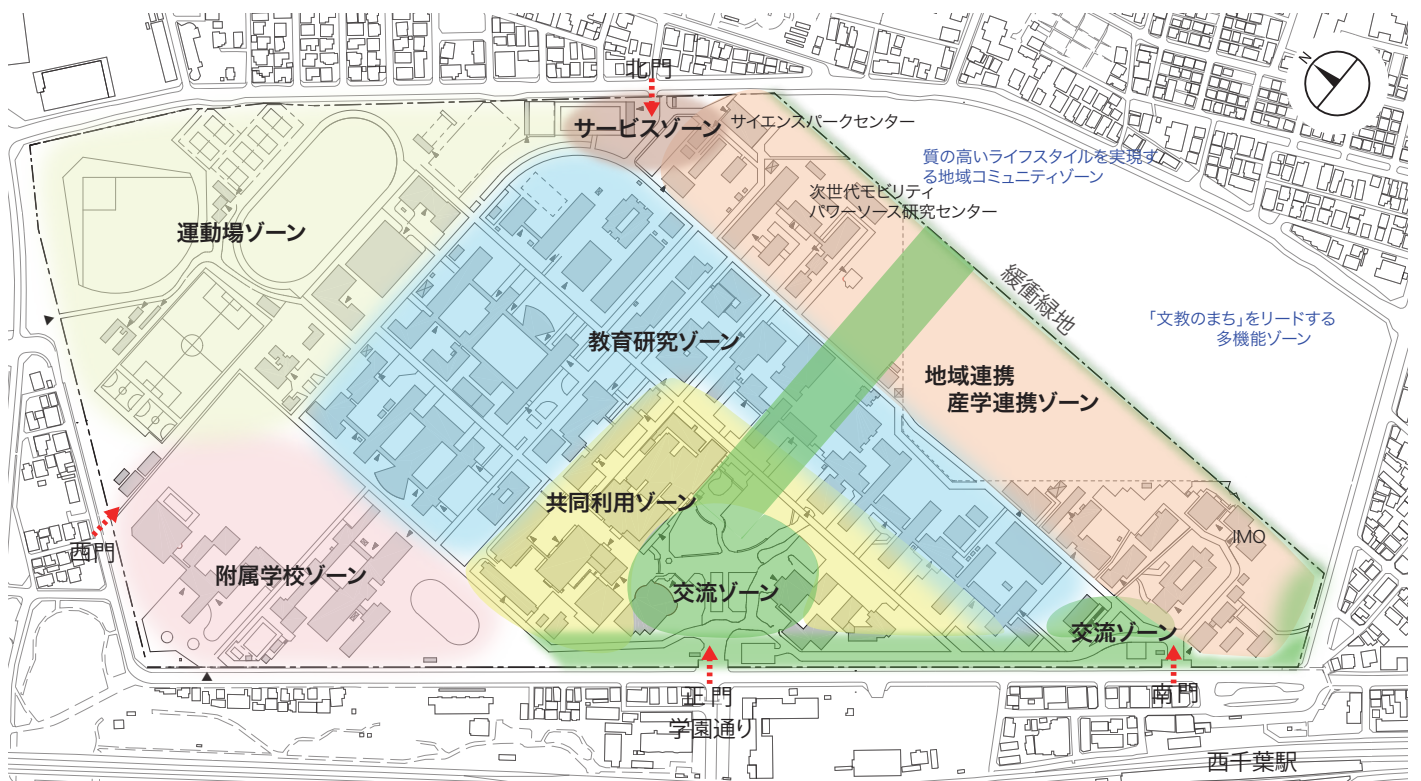 北門
N
サービスゾーン
サイエンスパークセンター
質の高いライフスタイルを実現す
る地域コミュニティゾーン
次世代モビリティ
パワーソース研究センター
運動場ゾーン
緩衝緑地
「文教のまち」をリードする
多機能ゾーン
教育研究ゾーン
地域連携
産学連携ゾーン
共同利用ゾーン
IMO
西門
附属学校ゾーン
交流ゾーン
交流ゾーン
正門
南門
学園通り
西千葉駅